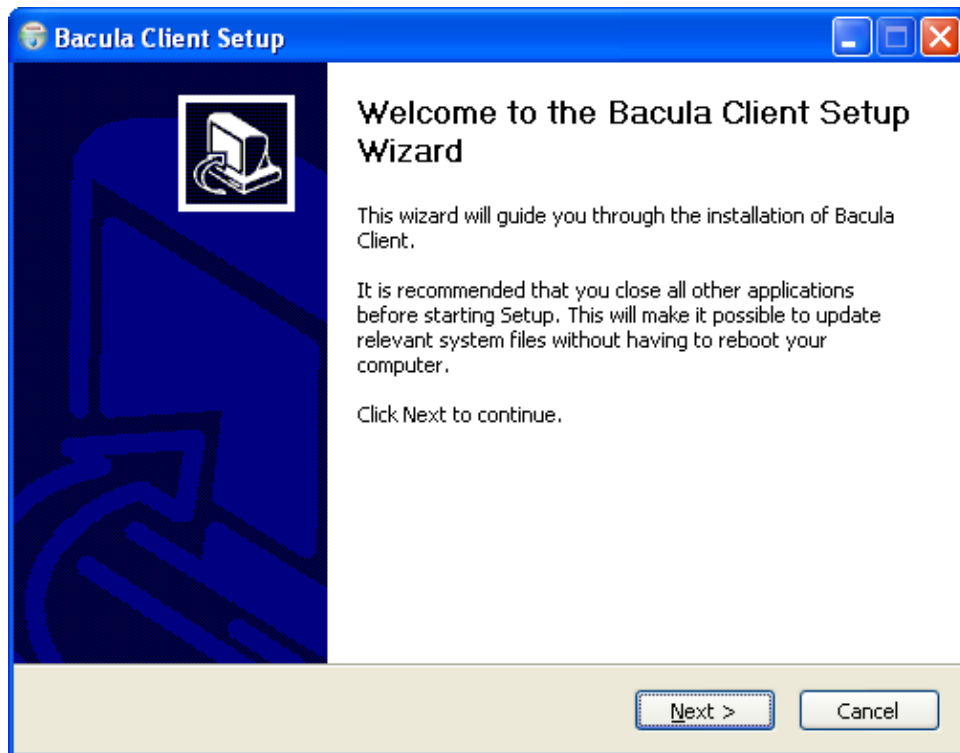 Bacula Client Setup
Welcome to the Bacula Client Setup
Wizard
This wizard will guide you through the installation of Bacula
Client.
It is recommended that you close all other applications
before starting Setup. This will make it possible to update
relevant system files without having to reboot your
computer.
Click Next to continue.
Next >
Cancel